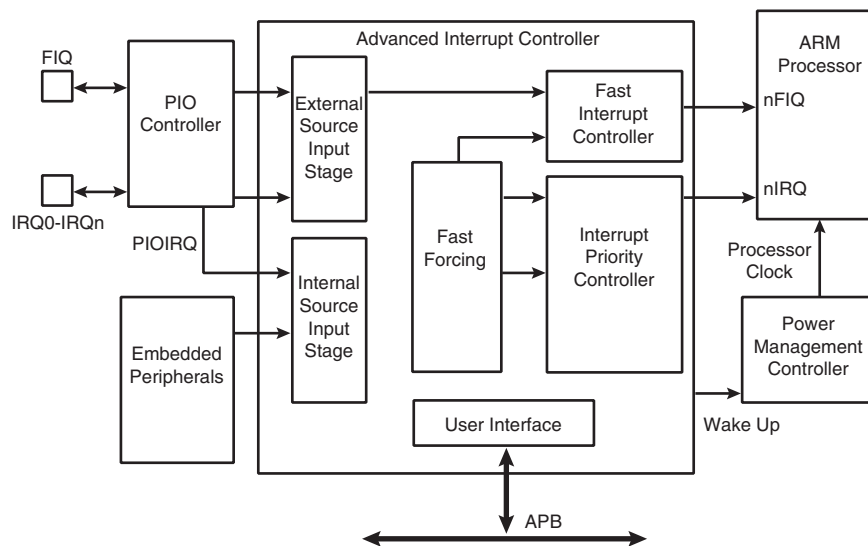 FIQ
IRQ0-IRQn
PIO
Controller
PIOIRQ
Embedded
Peripherals
Advanced Interrupt Controller
External
Source
Input
Stage
Internal
Source
Input
Stage
Fast
Forcing
Fast
Interrupt
Controller
Interrupt
Priority
Controller
User Interface
APB
ARM
Processor
nFIQ
nIRQ
Processor
Clock
Power
Management
Controller
Wake Up